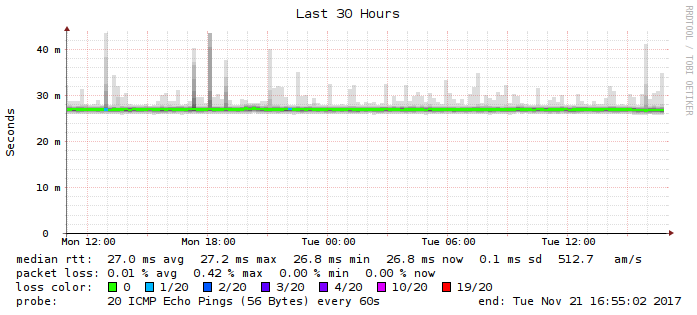 Last 30 Hours
RRDTOOL / TOBI OETIKER
Seconds
40 m
30 m
20 m
10 m
0
Mon 12:00 Mon 18:00 Tue 00:00 Tue 06:00 Tue 12:00
median rtt: 27.0 ms avg 27.2 ms max 26.8 ms min 26.8 ms now 0.1 ms sd 512.7 am/s
packet loss: 0.01 % avg 0.42 % max 0.00 % min 0.00 % now
loss color: 0 1/20 2/20 3/20 4/20 10/20 19/20
probe: 20 ICMP Echo Pings (56 Bytes) every 60s end: Tue Nov 21 16:55:02 2017